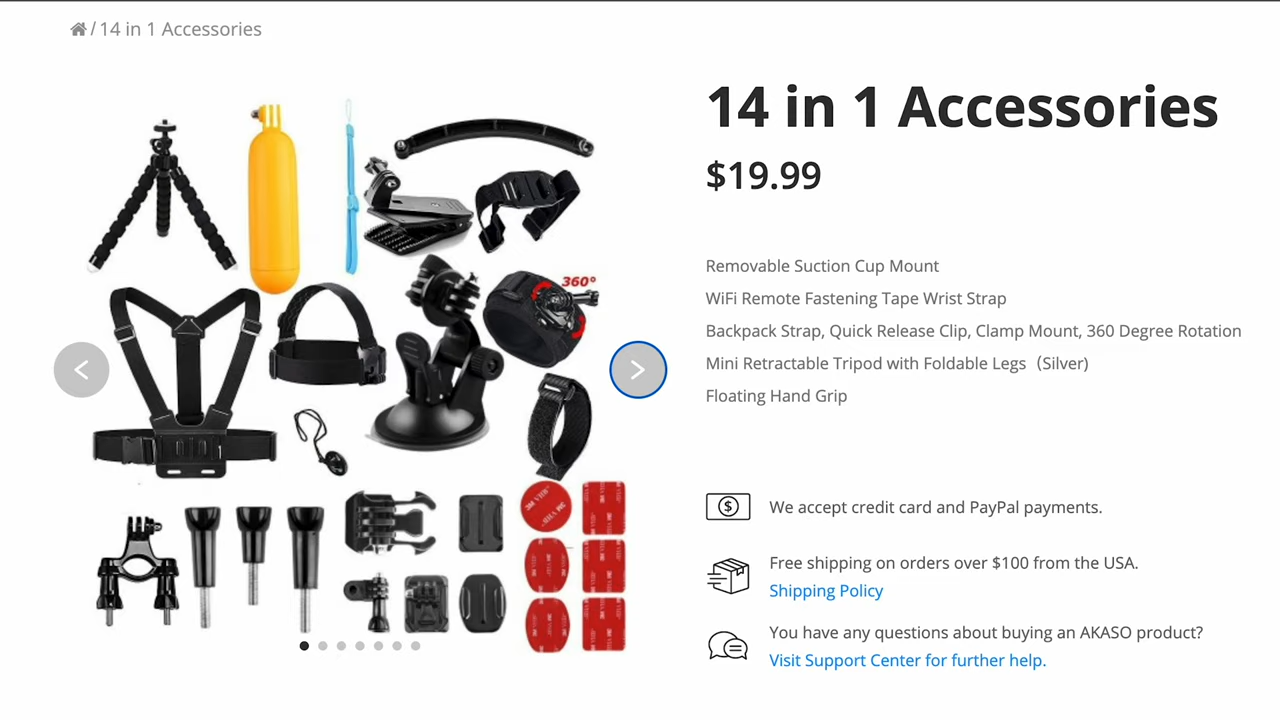 / 14 in 1 Accessories
14 in 1 Accessories
$19.99
360°
Removable Suction Cup Mount
WiFi Remote Fastening Tape Wrist Strap
Backpack Strap, Quick Release Clip, Clamp Mount, 360 Degree Rotation
Mini Retractable Tripod with Foldable Legs（Silver)
Floating Hand Grip
We accept credit card and PayPal payments.
Free shipping on orders over $100 from the USA.
Shipping Policy
You have any questions about buying an AKASO product?
Visit Support Center for further help.
3M VHB